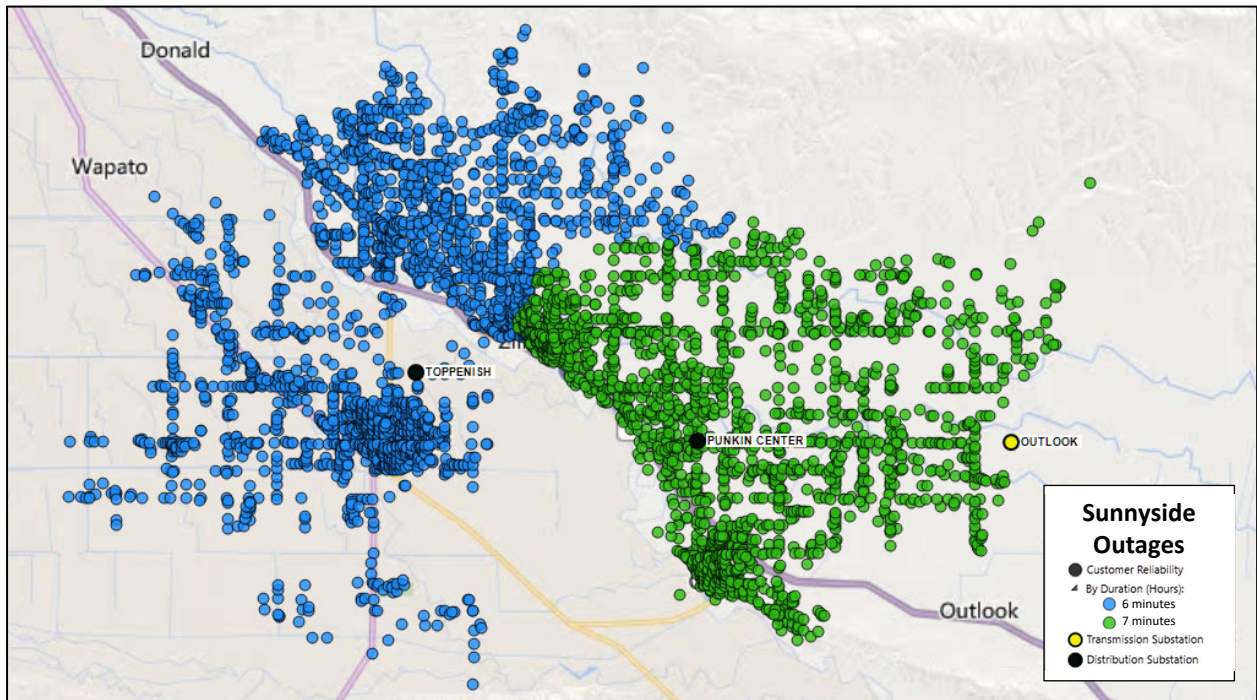 Donald
Wapato
TOPPENISH
PUNKIN CENTER
OUTLOOK
Outlook
Sunnyside
Outages
Customer Reliability
By Duration (Hours):
6 minutes
7 minutes
Transmission Substation
Distribution Substation